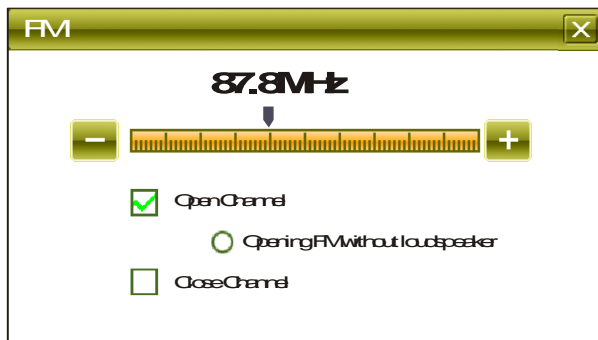 FM
87.8MHz
Open Channel
Opening FM without loudspeaker
Close Channel